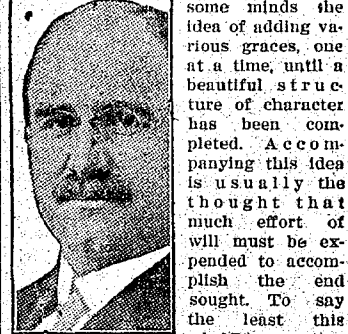 some minds the
idea of adding va-
rious graces, one
at a time, until a
beautiful struc-
ture of character
has been com-
pleted. Accom-
panying this idea
is usually the
thought that
much effort of
will must be ex-
pended to accom-
plish the end
sought. To say
the least this